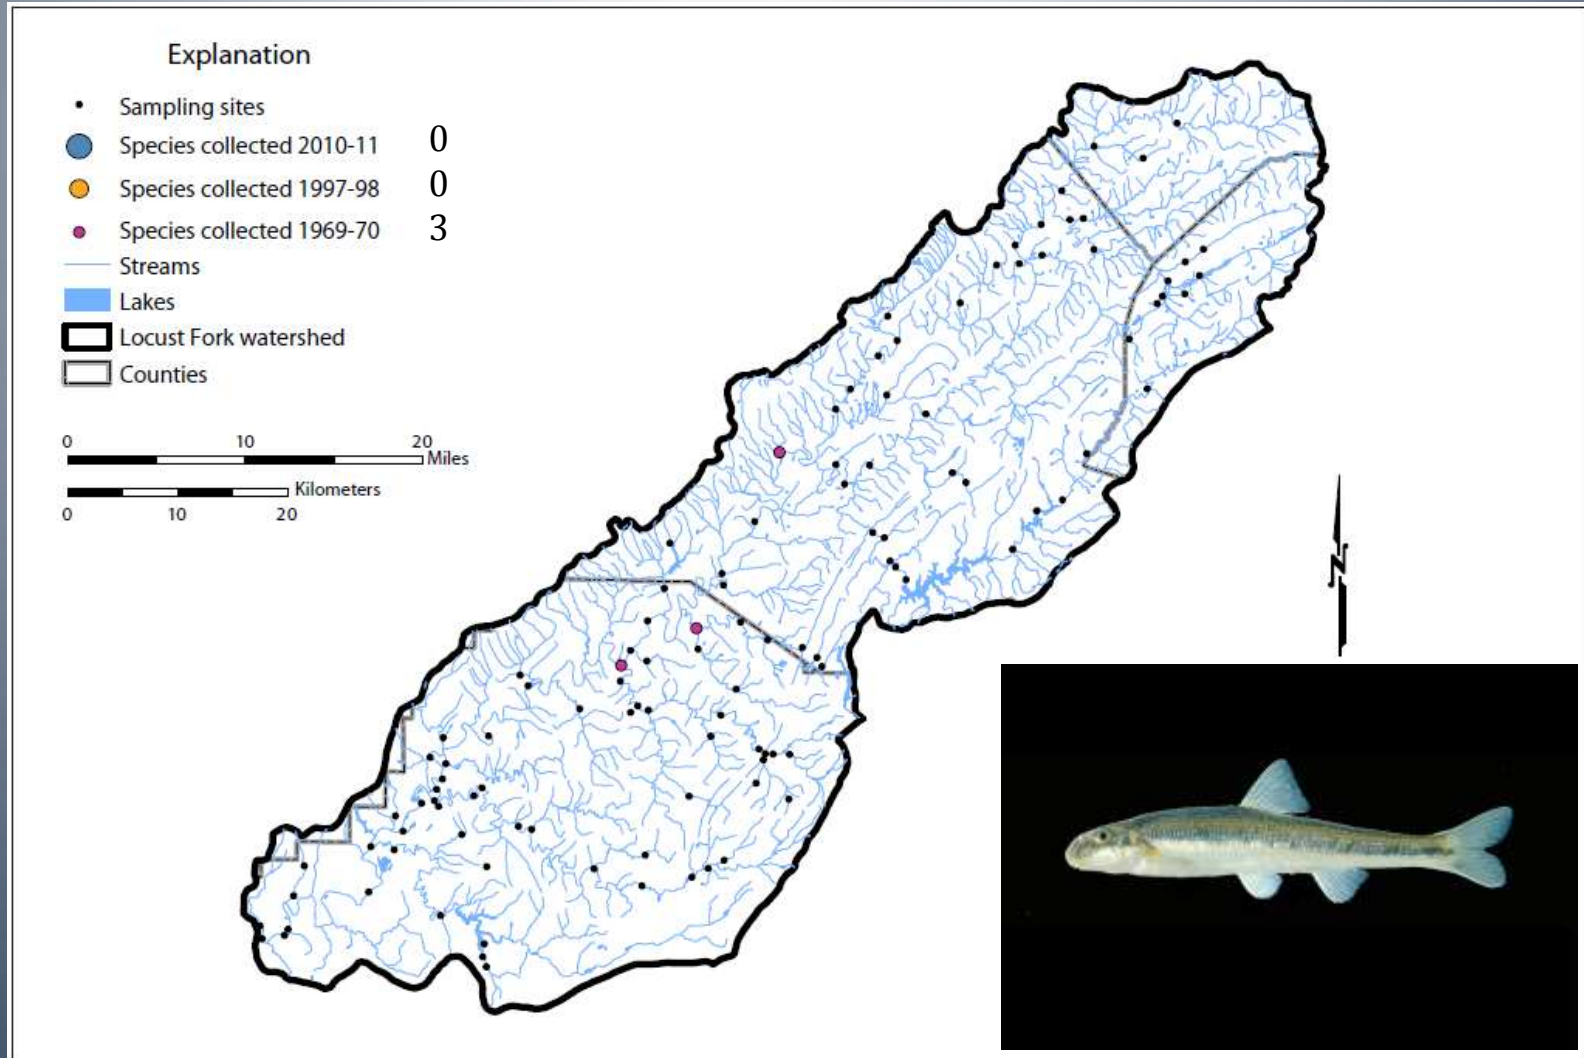 Explanation
Sampling sites
Species collected 2010-11 0
Species collected 1997-98 0
Species collected 1969-70 3
Streams
Lakes
Locust Fork watershed
Counties
0 10 20
Miles
Kilometers
0 10 20
N